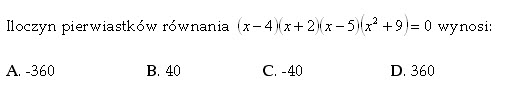 Iloczyn pierwiastków równania (x−4)(x+2)(x−5)(x²+9)=0 wynosi:
A. -360 B. 40 C. -40 D. 360